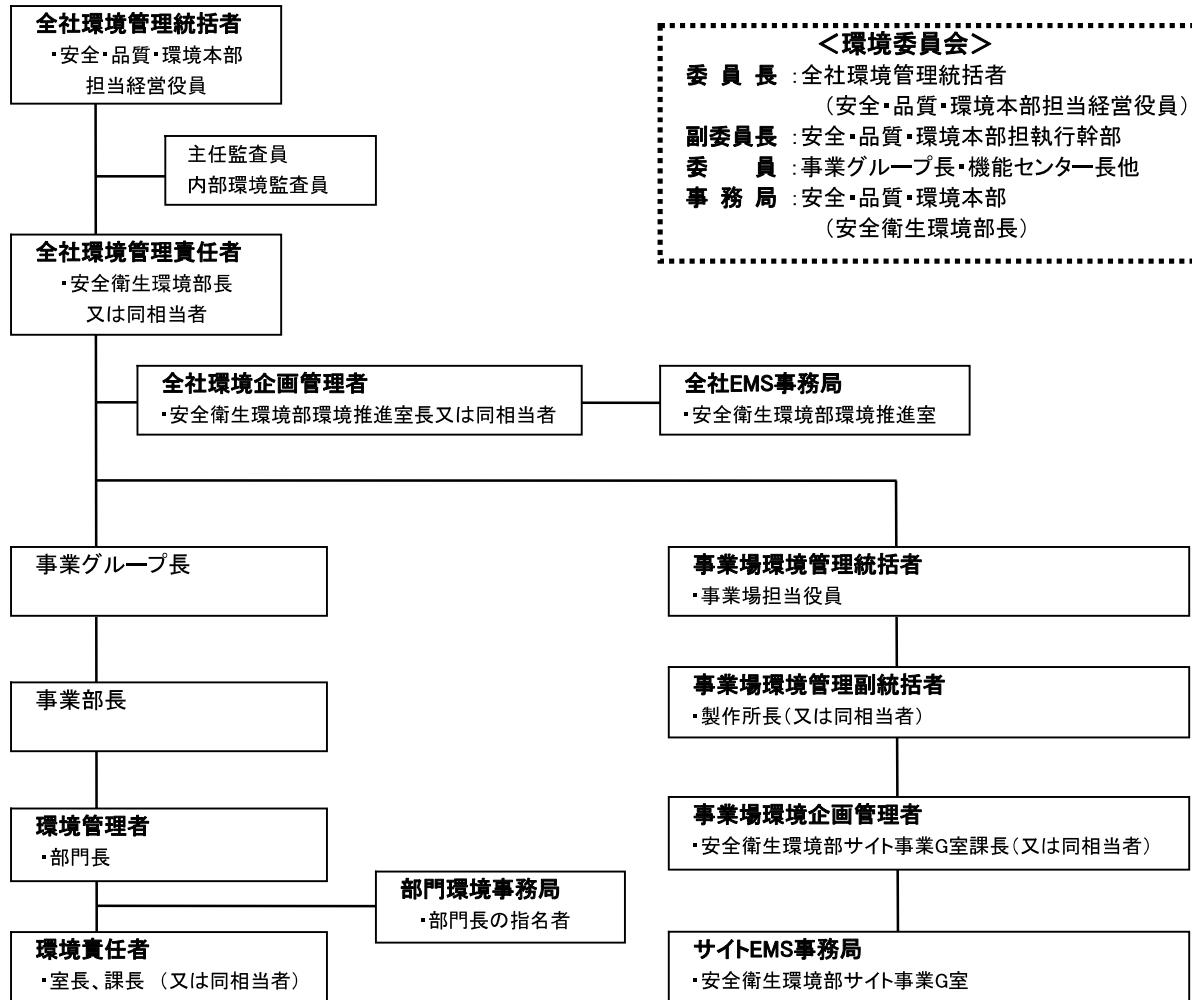 全社環境管理統括者
・安全・品質・環境本部
担当経営役員
主任監査員
内部環境監査員
全社環境管理責任者
・安全衛生環境部長
又は同相当者
＜環境委員会＞
委員長：全社環境管理統括者
（安全・品質・環境本部担当経営役員）
副委員長：安全・品質・環境本部担執行幹部
委員：事業グループ長・機能センター長他
事務局：安全・品質・環境本部
（安全衛生環境部長）
全社環境企画管理者
・安全衛生環境部環境推進室長又は同相当者
全社EMS事務局
・安全衛生環境部環境推進室
事業グループ長
事業部長
環境管理者
・部門長
部門環境事務局
・部門長の指名者
環境責任者
・室長、課長 （又は同相当者）
事業場環境管理統括者
・事業場担当役員
事業場環境管理副統括者
・製作所長（又は同相当者）
事業場環境企画管理者
・安全衛生環境部サイト事業G室課長（又は同相当者）
サイトEMS事務局
・安全衛生環境部サイト事業G室